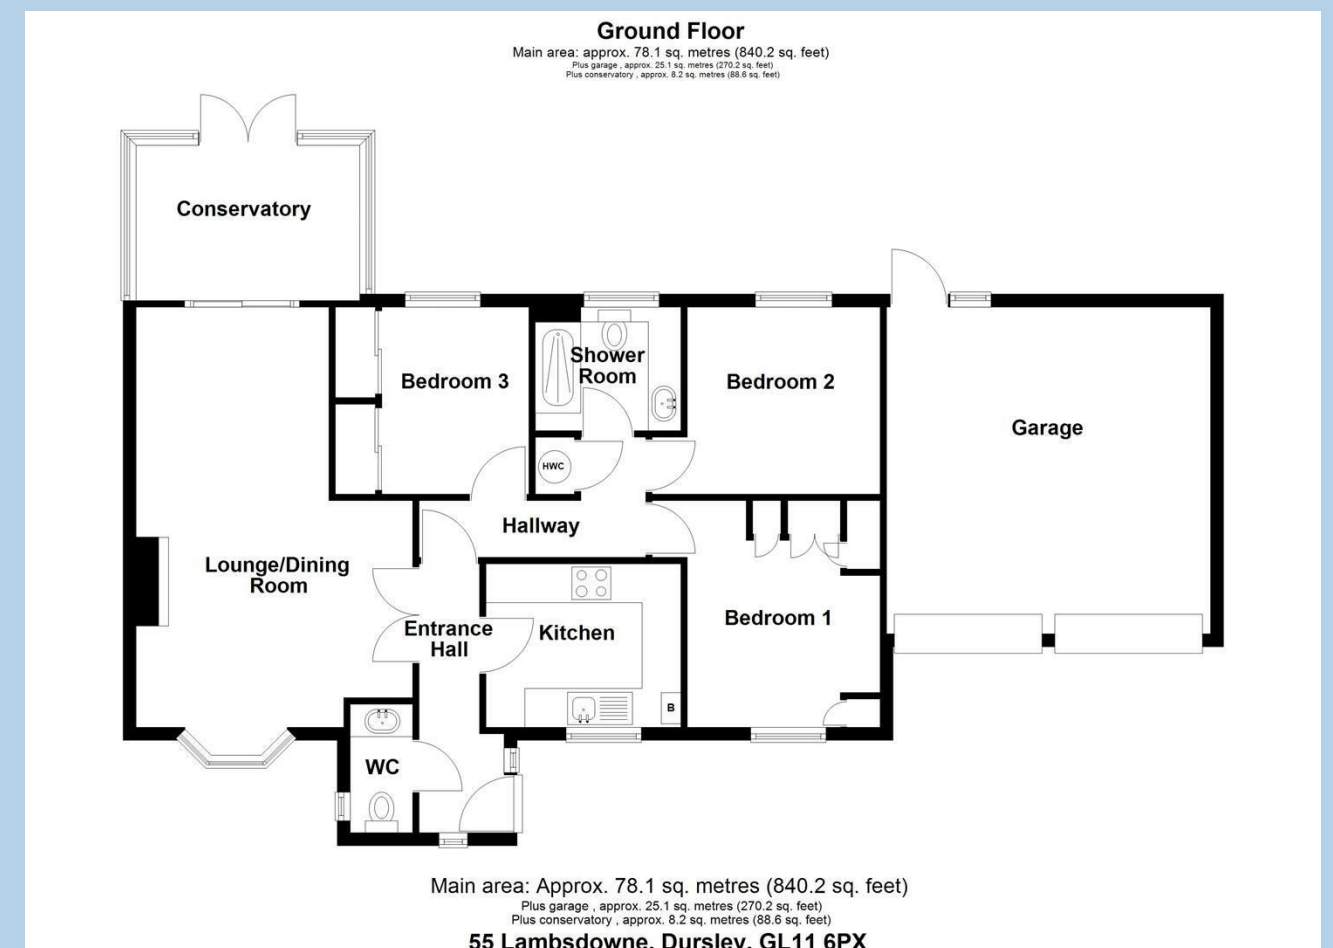 Ground Floor
Main area: approx. 78.1 sq. metres (840.2 sq. feet)
Plus garage , approx. 25.1 sq. metres (270.2 sq. feet)
Plus conservatory , approx. 8.2 sq. metres (88.6 sq. feet)
Conservatory
Bedroom 3
Shower
Room
Bedroom 2
Garage
HWC
Hallway
Lounge/Dining
Room
Entrance
Hall
Kitchen
Bedroom 1
B
WC
Main area: Approx. 78.1 sq. metres (840.2 sq. feet)
Plus garage , approx. 25.1 sq. metres (270.2 sq. feet)
Plus conservatory , approx. 8.2 sq. metres (88.6 sq. feet)
55 Lambsdowne, Dursley, GL11 6PX